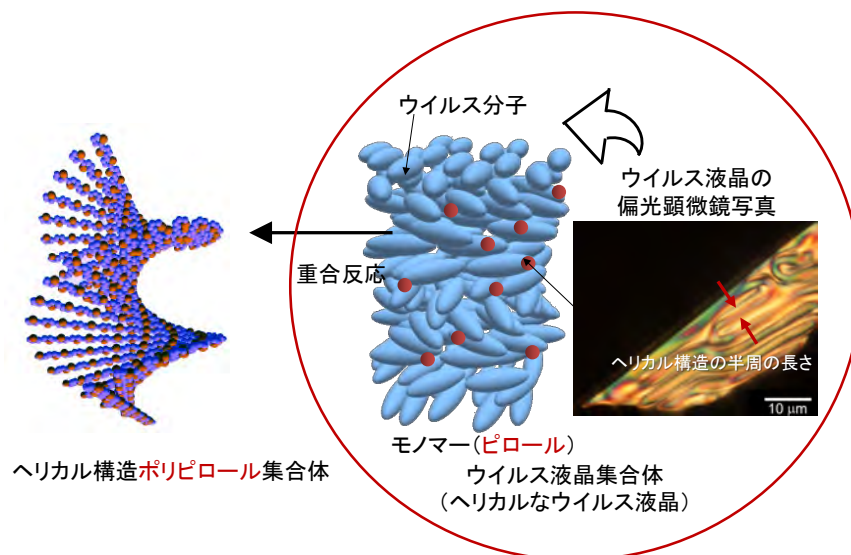 ウイルス分子
ウイルス液晶の
偏光顕微鏡写真
重合反応
ヘリカル構造の半周の長さ
10 μm
モノマー(ピロール)
ヘリカル構造ポリピロール集合体
ウイルス液晶集合体
(ヘリカルなウイルス液晶)